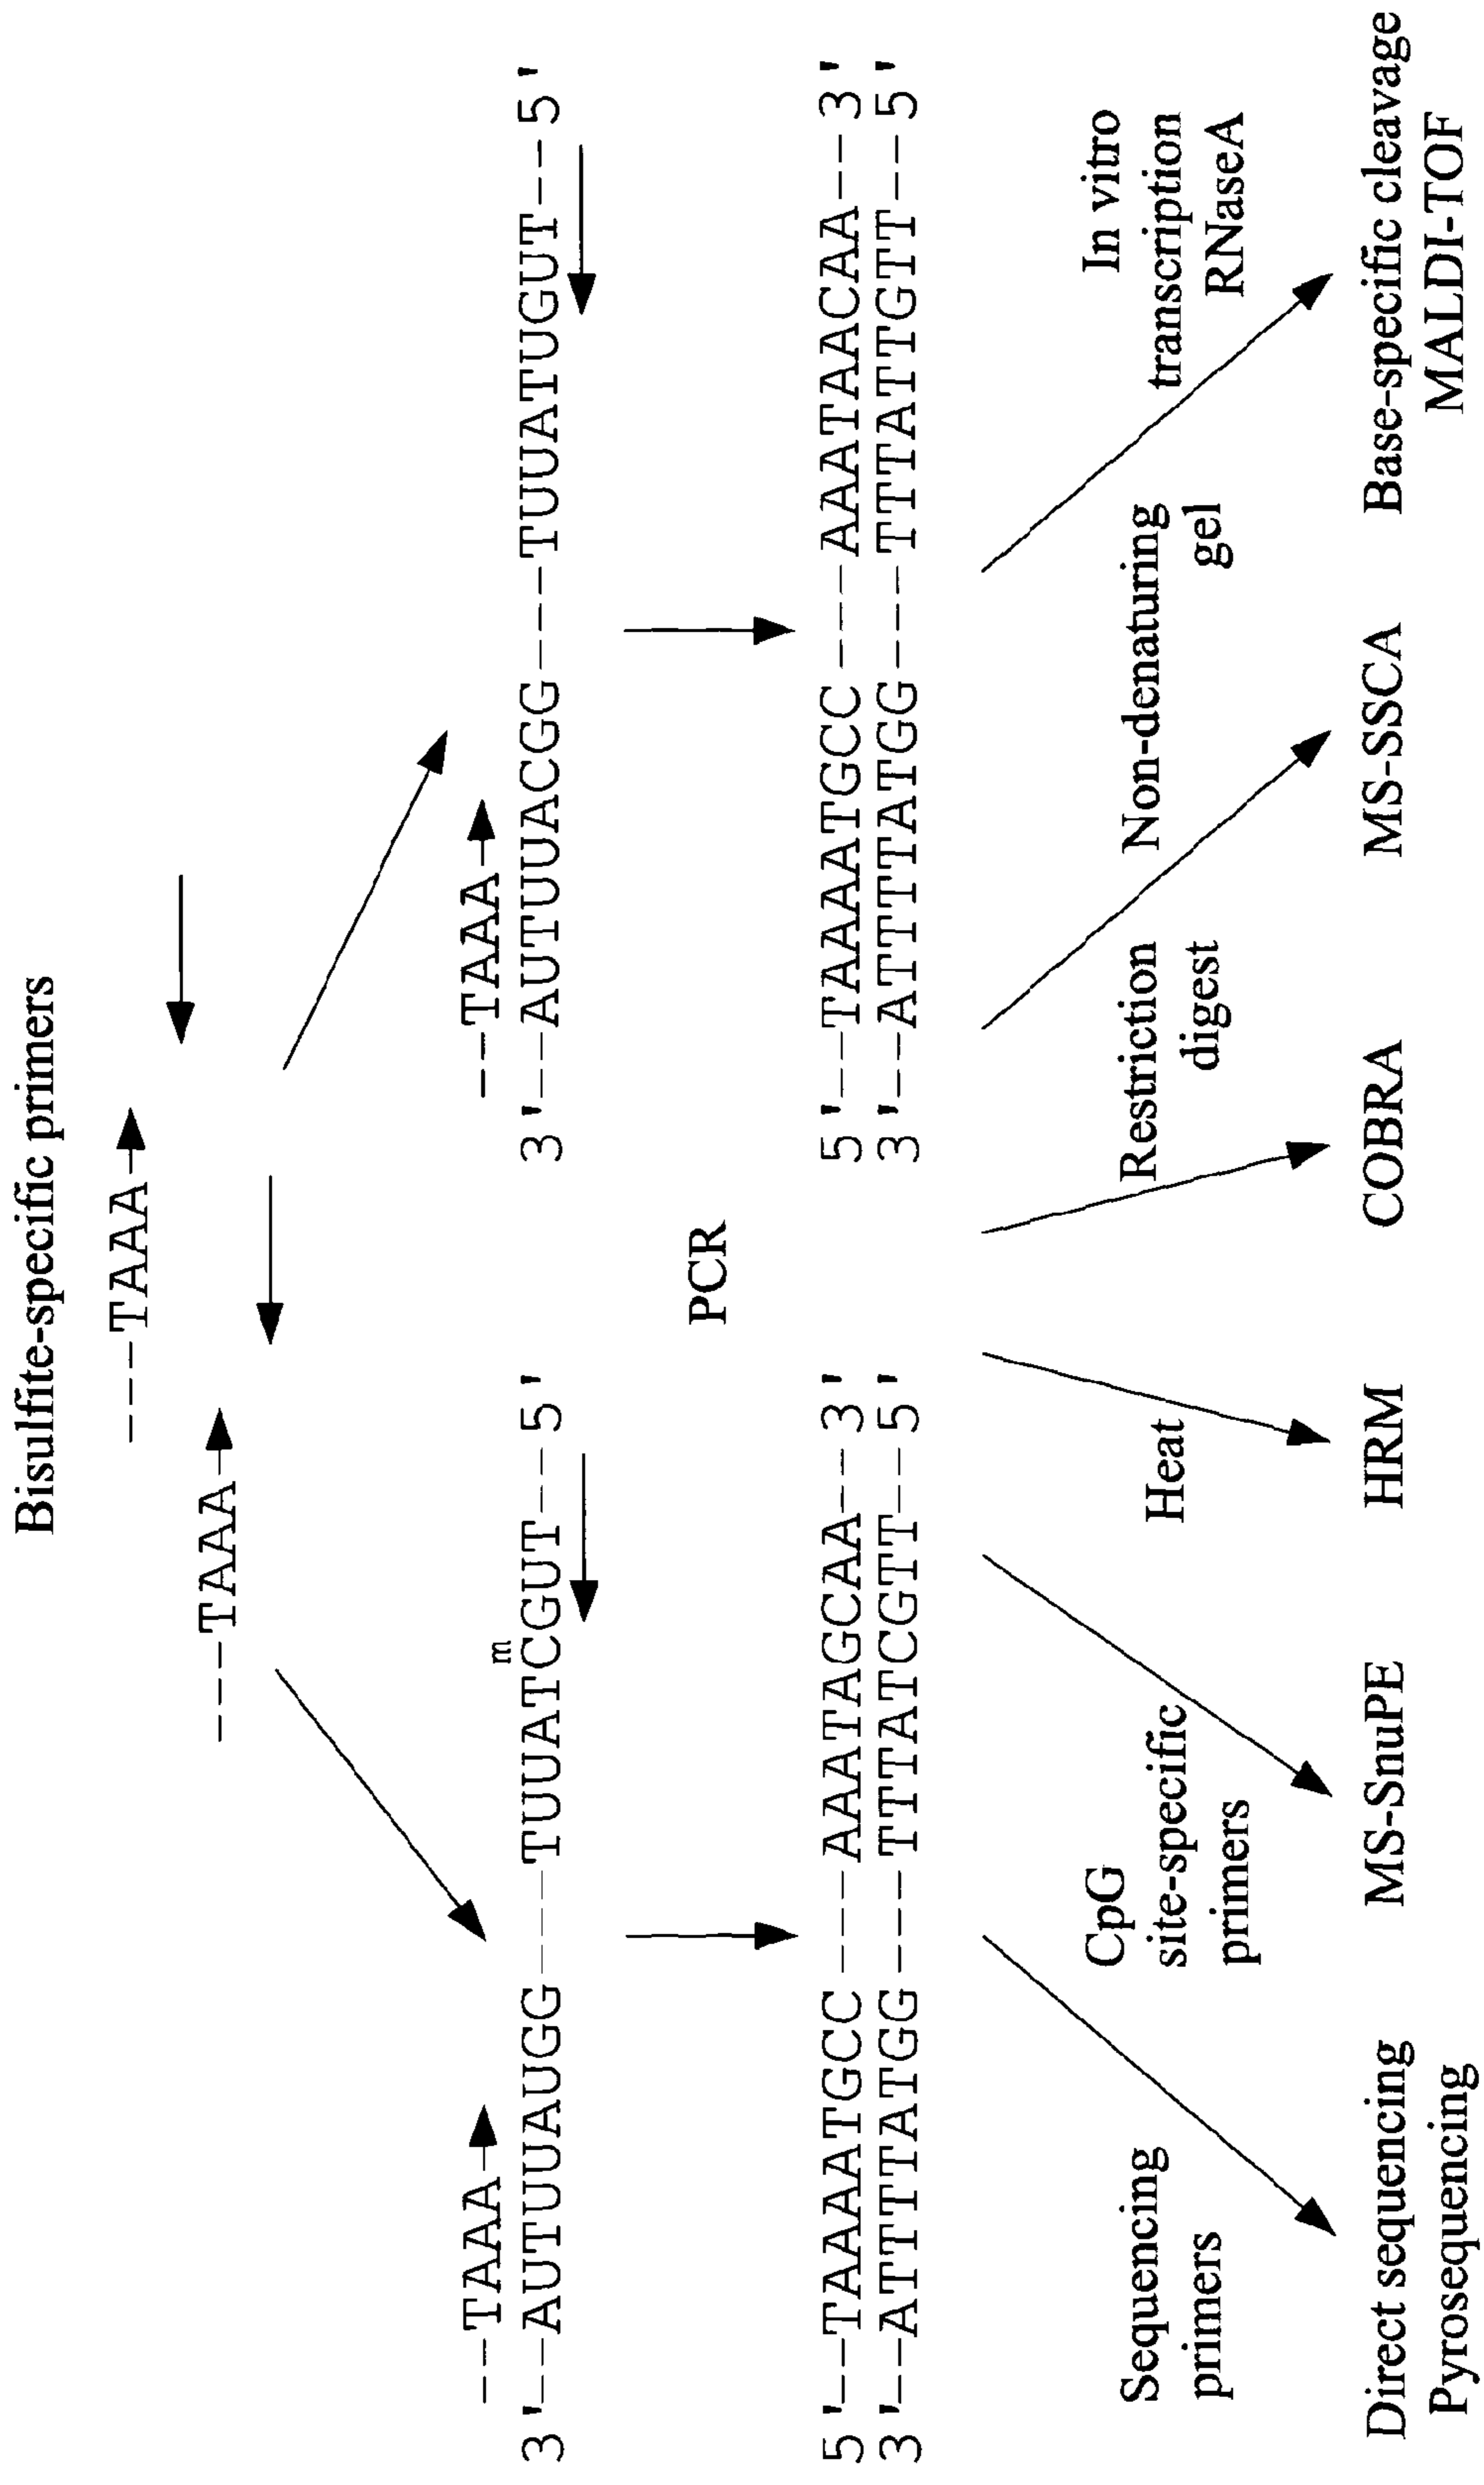 Bisulfite-specific primers
---TAAA
---TAAA
--TAAA
--TAAA
m
3'---AUTUUAUGG----TUUATCGUT---5'
3'---AUTUUACGG----TUUATUGUT---5'
PCR
5'---TAAAATGCC ----AAATAGCAA---3'
3'---ATTTTATGG----TTTATCGTT---5'
5'---TAAAATGCC ----AAATAACAA---3'
3'---ATTTTATGG----TTTATTGTT---5'
Sequencing
primers
CpG
site-specific
primers
Heat
Restriction
digest
Non-denaturing
gel
In vitro
transcription
RNaseA
Direct sequencing
Pyrosequencing
MS-SnuPE
HRM
COBRA
MS-SSCA
Base-specific cleavage
MALDI-TOF